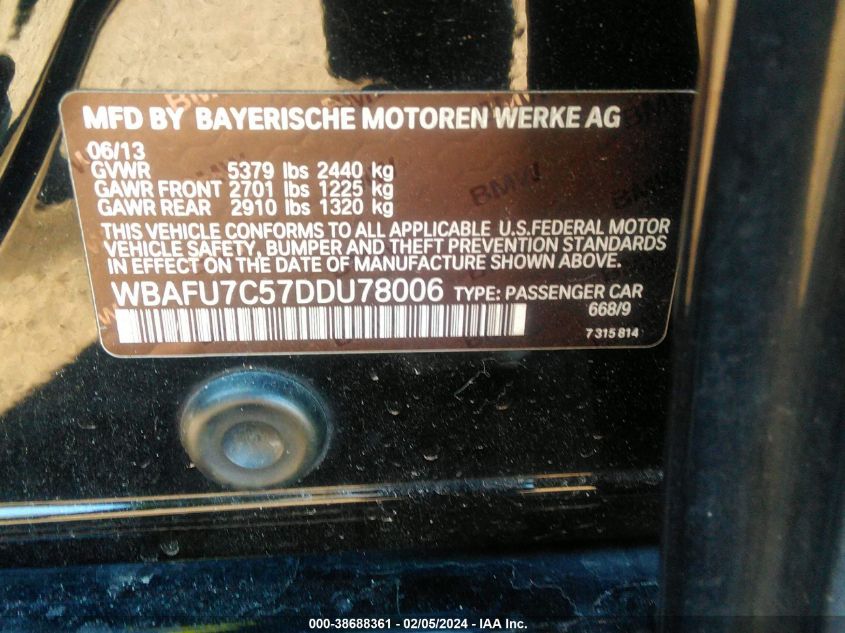 MFD BY BAYERISCHE MOTOREN WERKE AG
06/13
GVWR 5379 lbs 2440 kg
GAWR FRONT 2701 lbs 1225 kg
GAWR REAR 2910 lbs 1320 kg
THIS VEHICLE CONFORMS TO ALL APPLICABLE U.S.FEDERAL MOTOR
VEHICLE SAFETY, BUMPER AND THEFT PREVENTION STANDARDS
IN EFFECT ON THE DATE OF MANUFACTURE SHOWN ABOVE.
WBAFU7C57DDU78006 TYPE: PASSENGER CAR
668/9
7 315 814
000-38688361 - 02/05/2024 - IAA Inc.